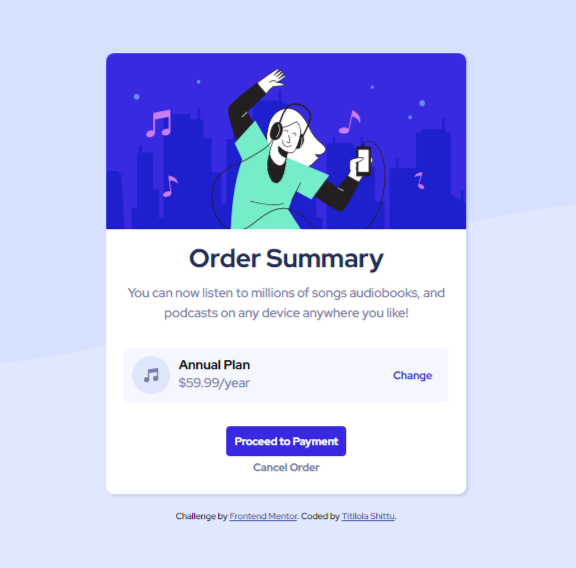 Order Summary
You can now listen to millions of songs audiobooks, and
podcasts on any device anywhere you like!
Annual Plan
$59.99/year
Change
Proceed to Payment
Cancel Order
Challenge by Frontend Mentor. Coded by Titilola Shittu.